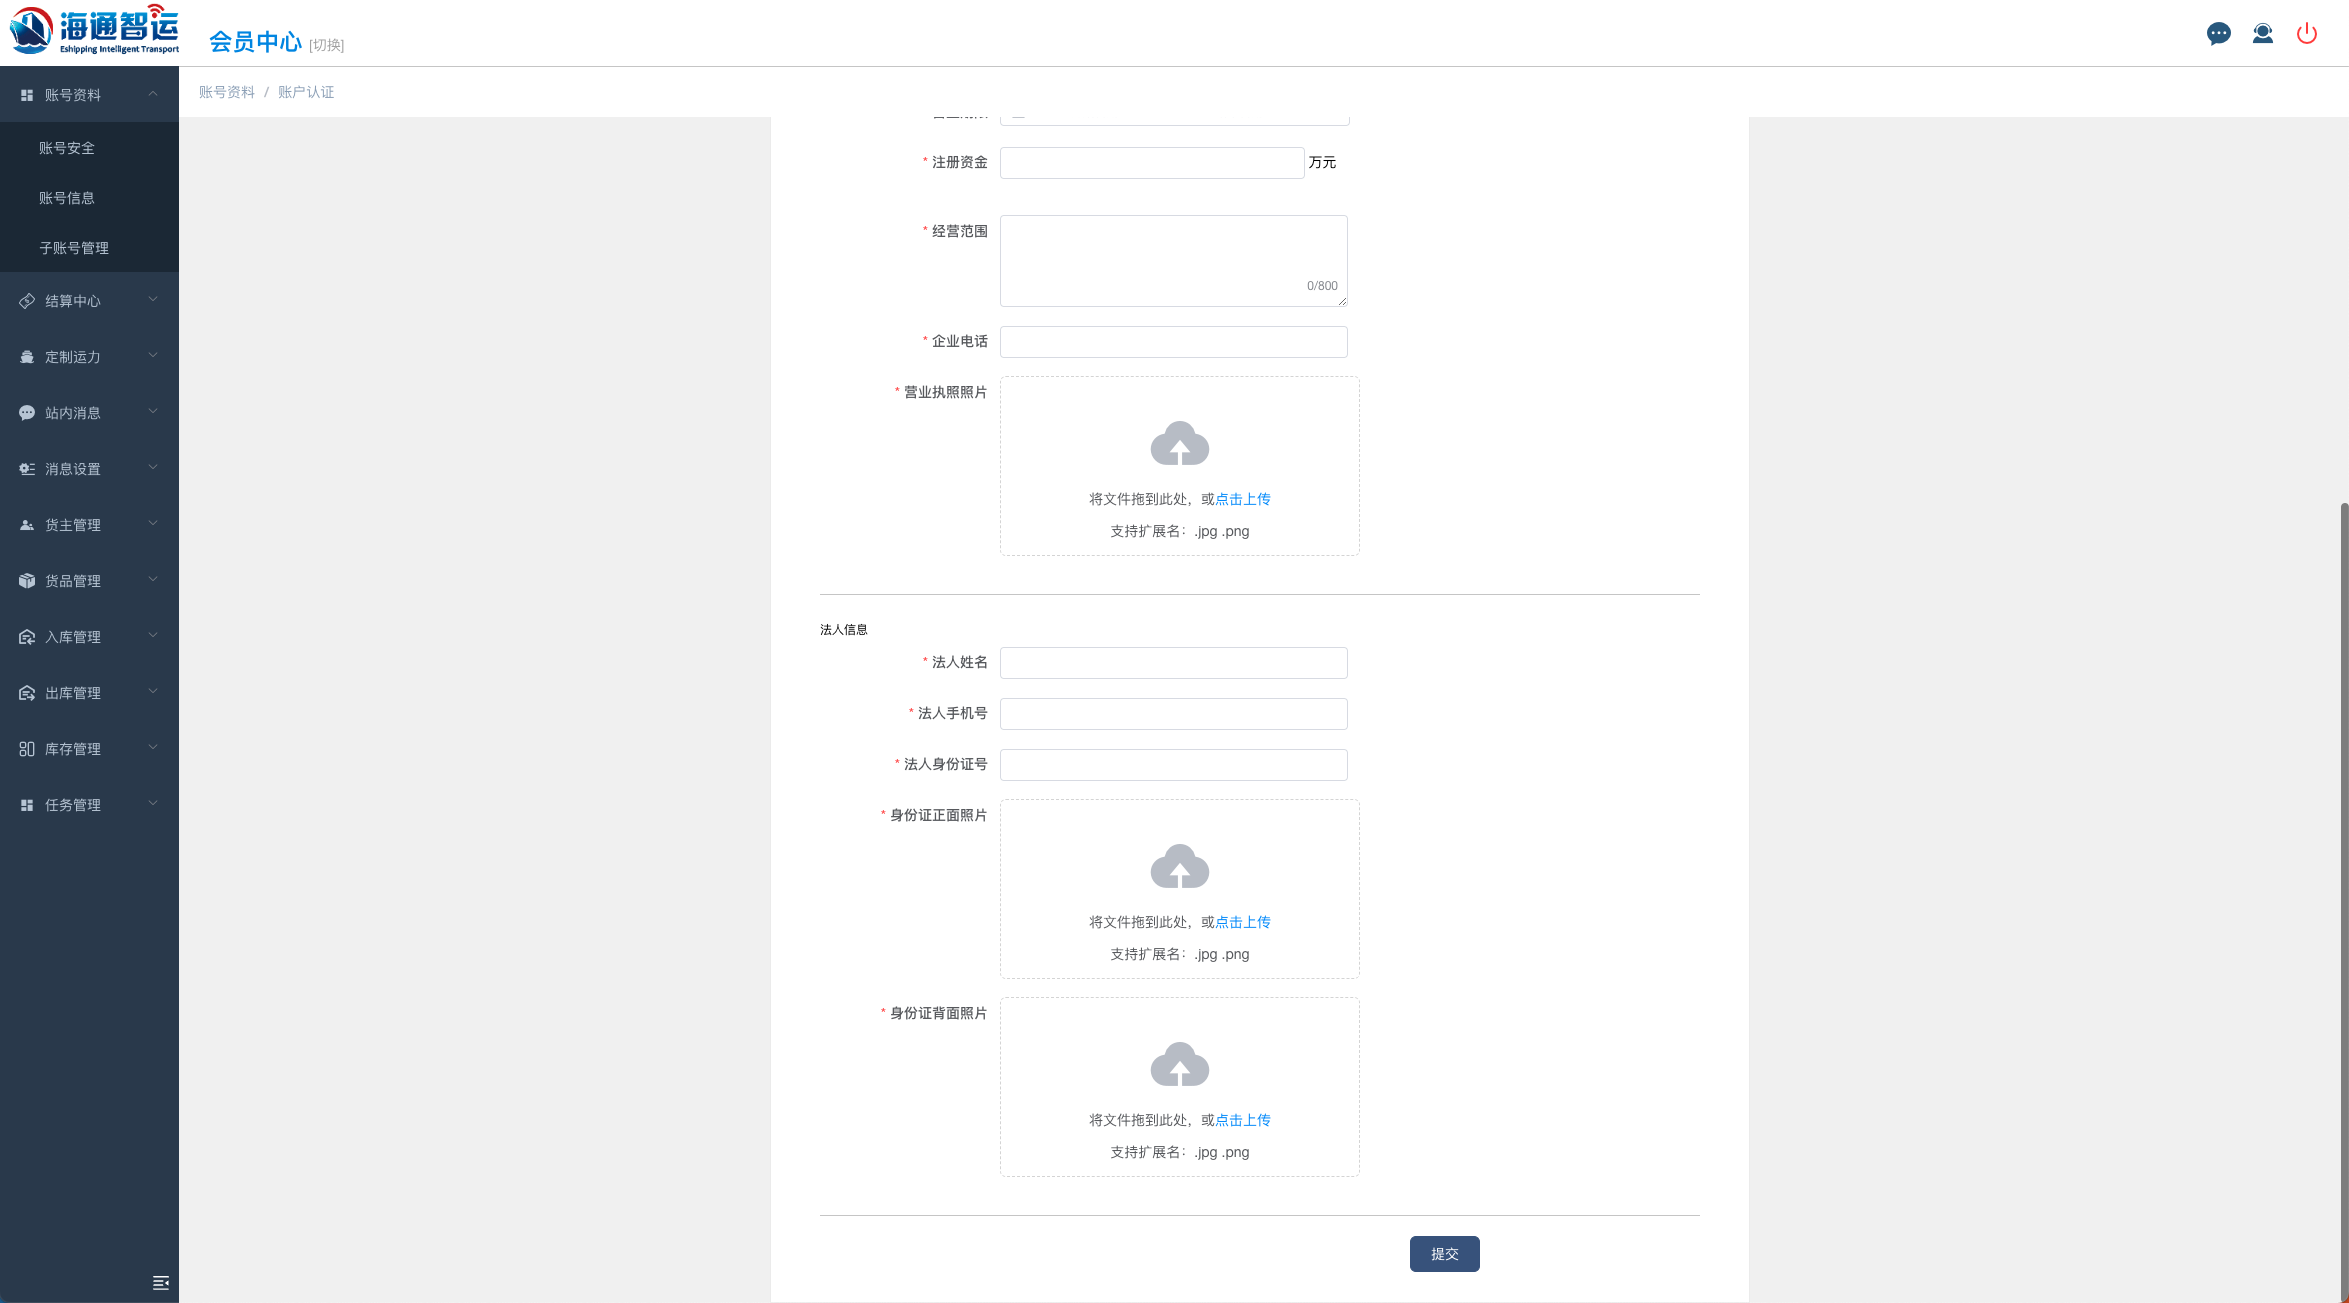 海通智运
Eshipping Intelligent Transport
会员中心 [切换]
账号资料
账号安全
账号信息
子账号管理
结算中心
定制运力
站内消息
消息设置
货主管理
货品管理
入库管理
出库管理
库存管理
任务管理
账号资料 / 账户认证
* 注册资金 万元
* 经营范围
0/800
* 企业电话
* 营业执照照片
将文件拖到此处，或点击上传
支持扩展名：.jpg .png
法人信息
* 法人姓名
* 法人手机号
* 法人身份证号
* 身份证正面照片
将文件拖到此处，或点击上传
支持扩展名：.jpg .png
* 身份证背面照片
将文件拖到此处，或点击上传
支持扩展名：.jpg .png
提交